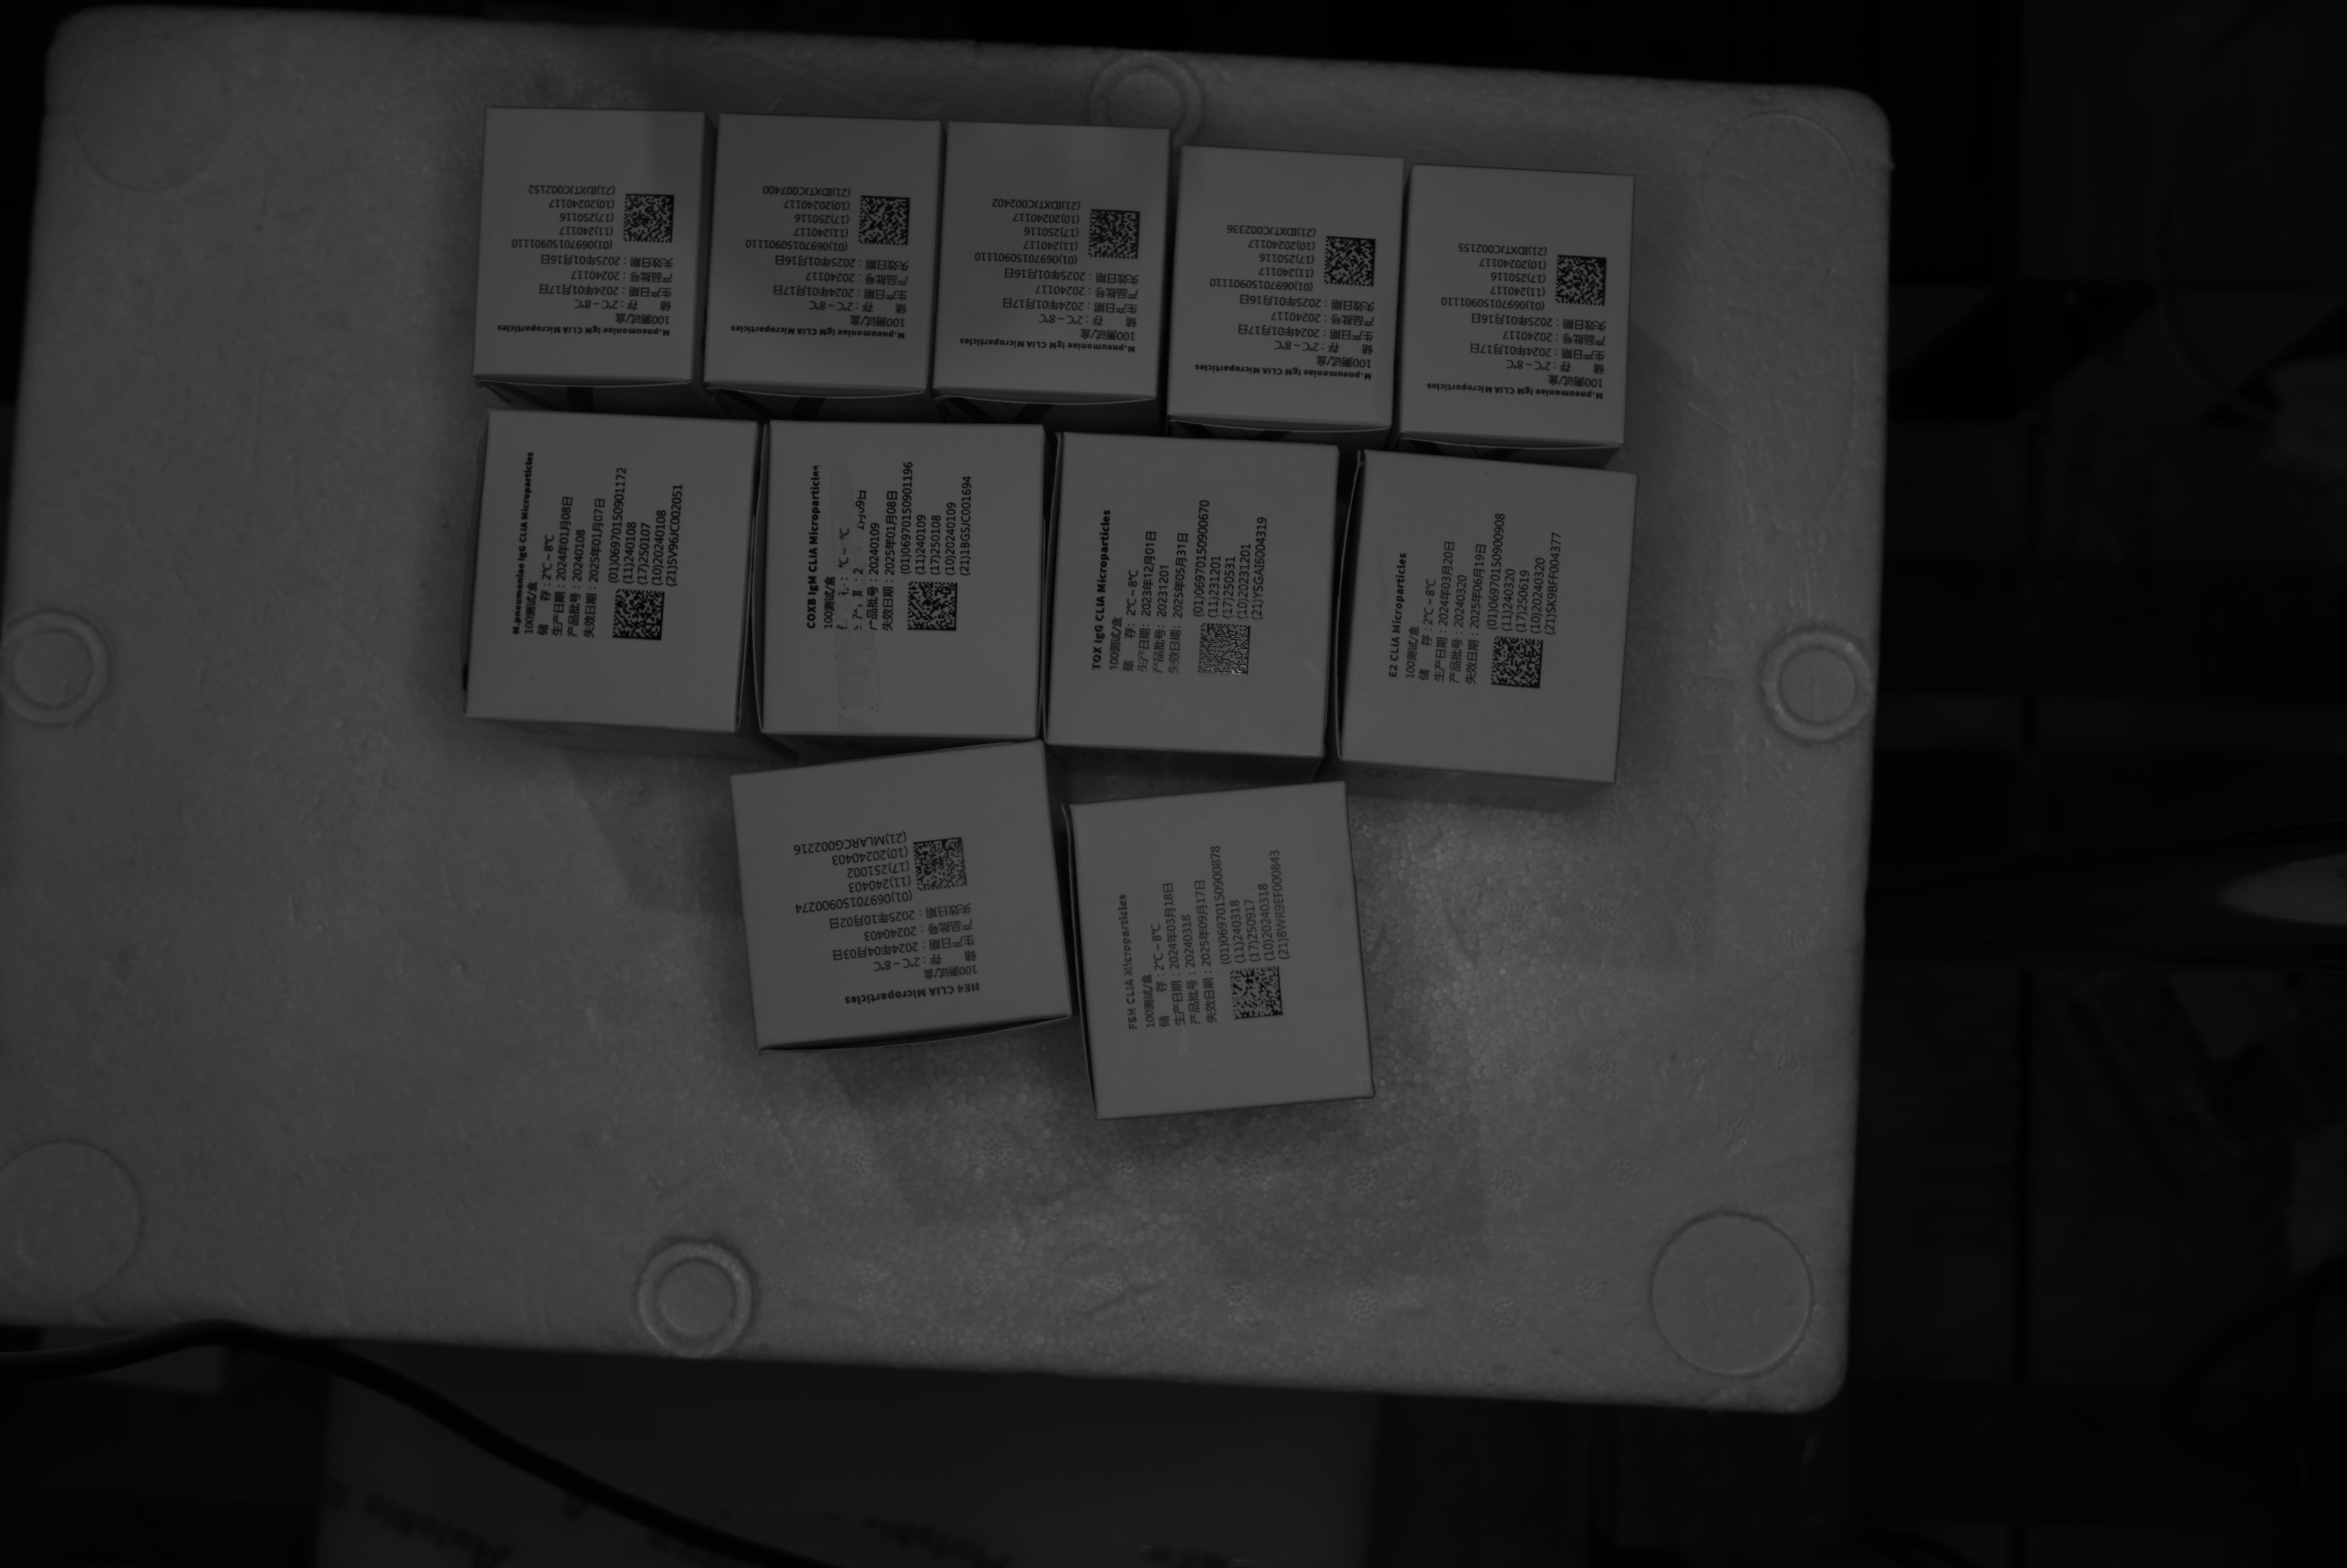 M.pneumoniae IgM CLIA Microparticles
100测试/盒
储 存：2℃~8℃
生产日期：2024年01月17日
产品批号：20240117
失效日期：2025年01月16日
(01)06970150901110
(11)240117
(17)250116
(10)20240117
(21)JDXTJC002152
M.pneumoniae IgM CLIA Microparticles
100测试/盒
储 存：2℃~8℃
生产日期：2024年01月17日
产品批号：20240117
失效日期：2025年01月16日
(01)06970150901110
(11)240117
(17)250116
(10)20240117
(21)JDXTJC007400
M.pneumoniae IgM CLIA Microparticles
100测试/盒
储 存：2℃~8℃
生产日期：2024年01月17日
产品批号：20240117
失效日期：2025年01月16日
(01)06970150901110
(11)240117
(17)250116
(10)20240117
(21)JDXTJC002402
M.pneumoniae IgM CLIA Microparticles
100测试/盒
储 存：2℃~8℃
生产日期：2024年01月17日
产品批号：20240117
失效日期：2025年01月16日
(01)06970150901110
(11)240117
(17)250116
(10)20240117
(21)JDXTJC002336
M.pneumoniae IgM CLIA Microparticles
100测试/盒
储 存：2℃~8℃
生产日期：2024年01月17日
产品批号：20240117
失效日期：2025年01月16日
(01)06970150901110
(11)240117
(17)250116
(10)20240117
(21)JDXTJC002155
M.pneumoniae IgG CLIA Microparticles
100测试/盒
储 存：2℃~8℃
生产日期：2024年01月08日
产品批号：20240108
失效日期：2025年01月07日
(01)06970150901172
(11)240108
(17)250107
(10)20240108
(21)5V96JC002051
COXB IgM CLIA Microparticles
100测试/盒
产品批号：20240109
失效日期：2025年01月08日
(01)06970150901196
(11)240109
(17)250108
(10)20240109
(21)1BGSJC001694
TOX IgG CLIA Microparticles
100测试/盒
储 存：2℃~8℃
生产日期：2023年12月01日
产品批号：20231201
失效日期：2025年05月31日
(01)06970150900670
(11)231201
(17)250531
(10)20231201
(21)YSGAI6004319
E2 CLIA Microparticles
100测试/盒
储 存：2℃~8℃
生产日期：2024年03月20日
产品批号：20240320
失效日期：2025年06月19日
(01)06970150900908
(11)240320
(17)250619
(10)20240320
(21)SK9BFF004377
HE4 CLIA Microparticles
100测试/盒
储 存：2℃~8℃
生产日期：2024年04月03日
产品批号：20240403
失效日期：2025年10月02日
(01)06970150900274
(11)240403
(17)251002
(10)20240403
(21)MLARCG002216
FSH CLIA Microparticles
100测试/盒
储 存：2℃~8℃
生产日期：2024年03月18日
产品批号：20240318
失效日期：2025年09月17日
(01)06970150900878
(11)240318
(17)250917
(10)20240318
(21)8WR9EF000843